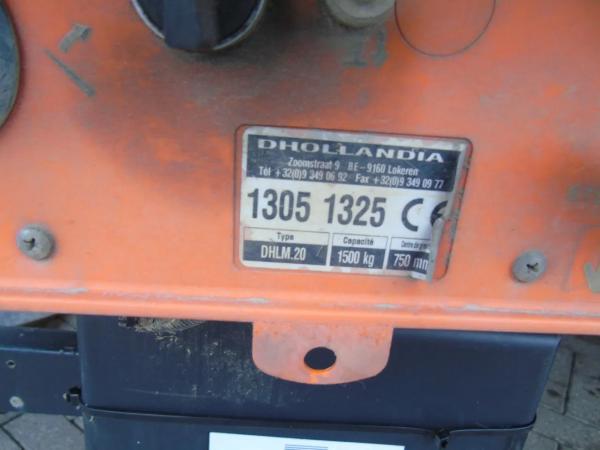 DHOLLANDIA
Zoomstraat 9 BE-9160 Lokeren
Tél +32(0)9 349 06 92 Fax +32(0)9 349 09 77
1305 1325 CE
Type Capacité
DHLM.20 1500 kg 750 mm